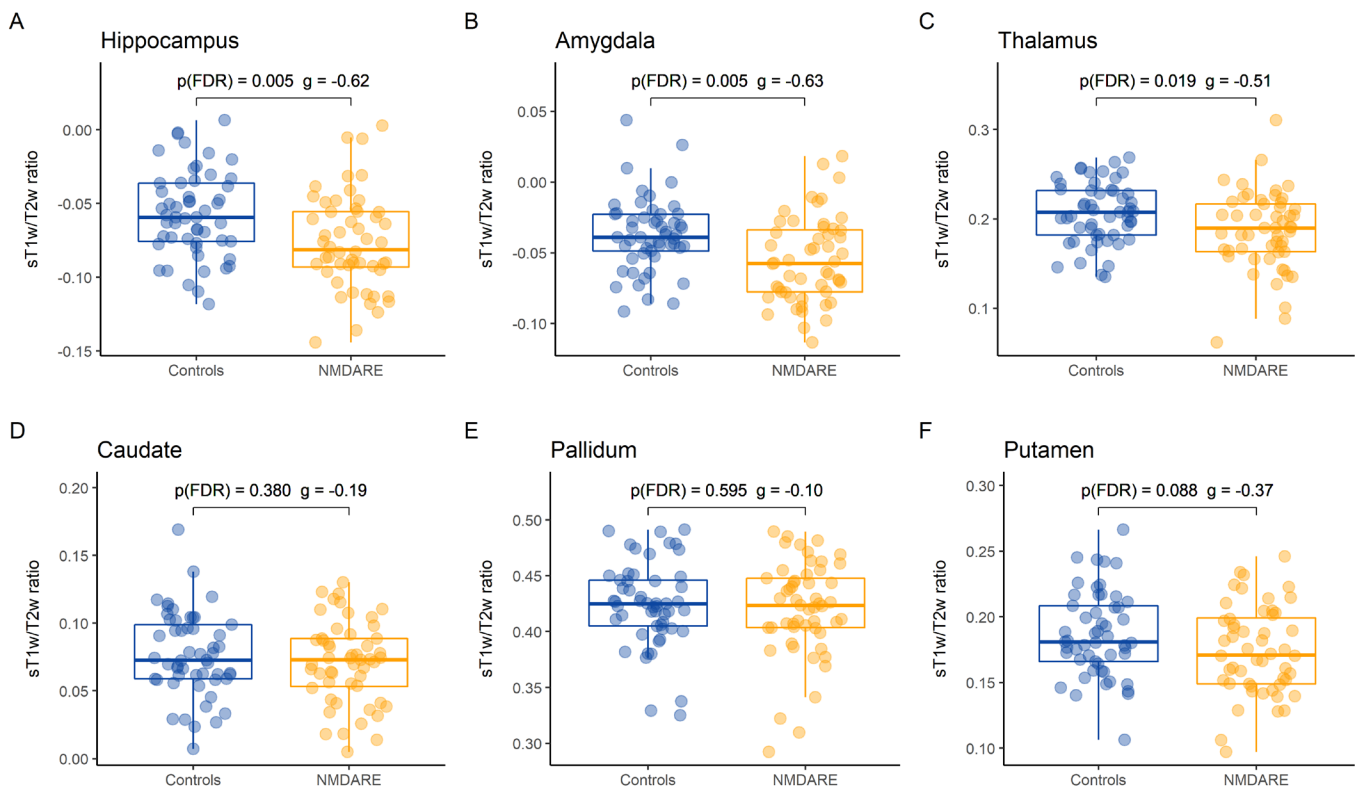 A
Hippocampus
p(FDR) = 0.005 g = -0.62
sT1w/T2w ratio
0.00
-0.05
-0.10
-0.15
Controls
NMDARE
B
Amygdala
p(FDR) = 0.005 g = -0.63
sT1w/T2w ratio
0.05
0.00
-0.05
-0.10
Controls
NMDARE
C
Thalamus
p(FDR) = 0.019 g = -0.51
sT1w/T2w ratio
0.3
0.2
0.1
Controls
NMDARE
D
Caudate
p(FDR) = 0.380 g = -0.19
sT1w/T2w ratio
0.20
0.15
0.10
0.05
0.00
Controls
NMDARE
E
Pallidum
p(FDR) = 0.595 g = -0.10
sT1w/T2w ratio
0.50
0.45
0.40
0.35
0.30
Controls
NMDARE
F
Putamen
p(FDR) = 0.088 g = -0.37
sT1w/T2w ratio
0.30
0.25
0.20
0.15
0.10
Controls
NMDARE